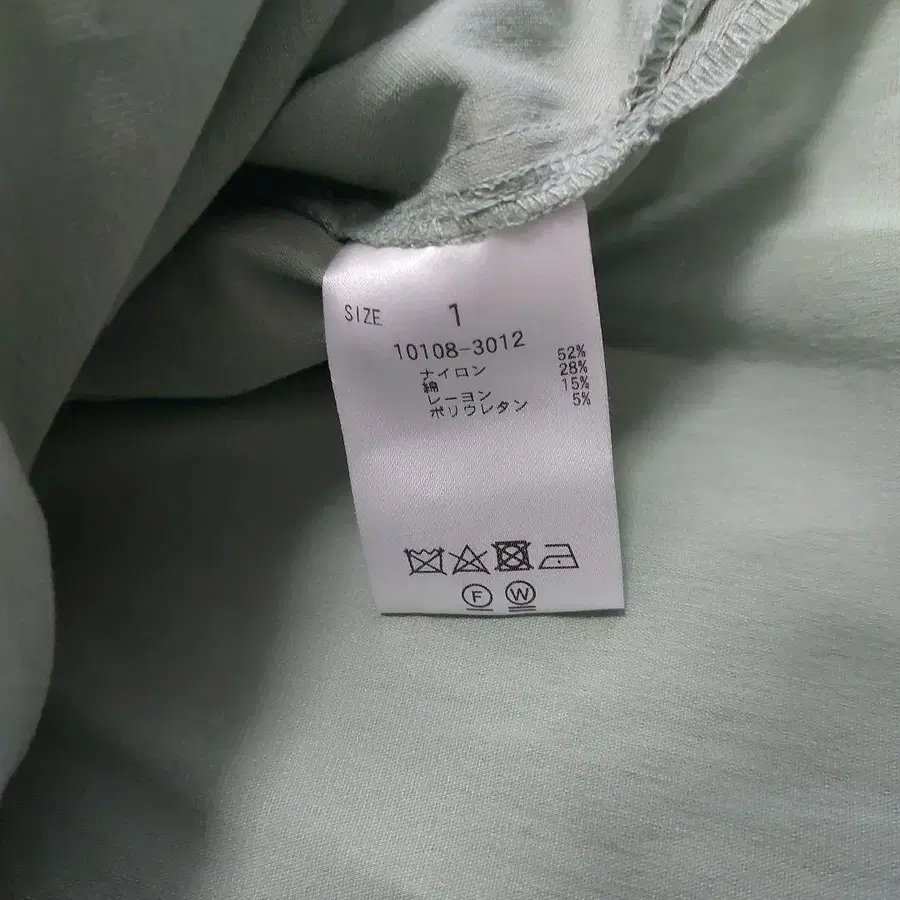 SIZE 1
10108-3012
ナイロン 52%
綿 28%
レーヨン 15%
ポリウレタン 5%
F W